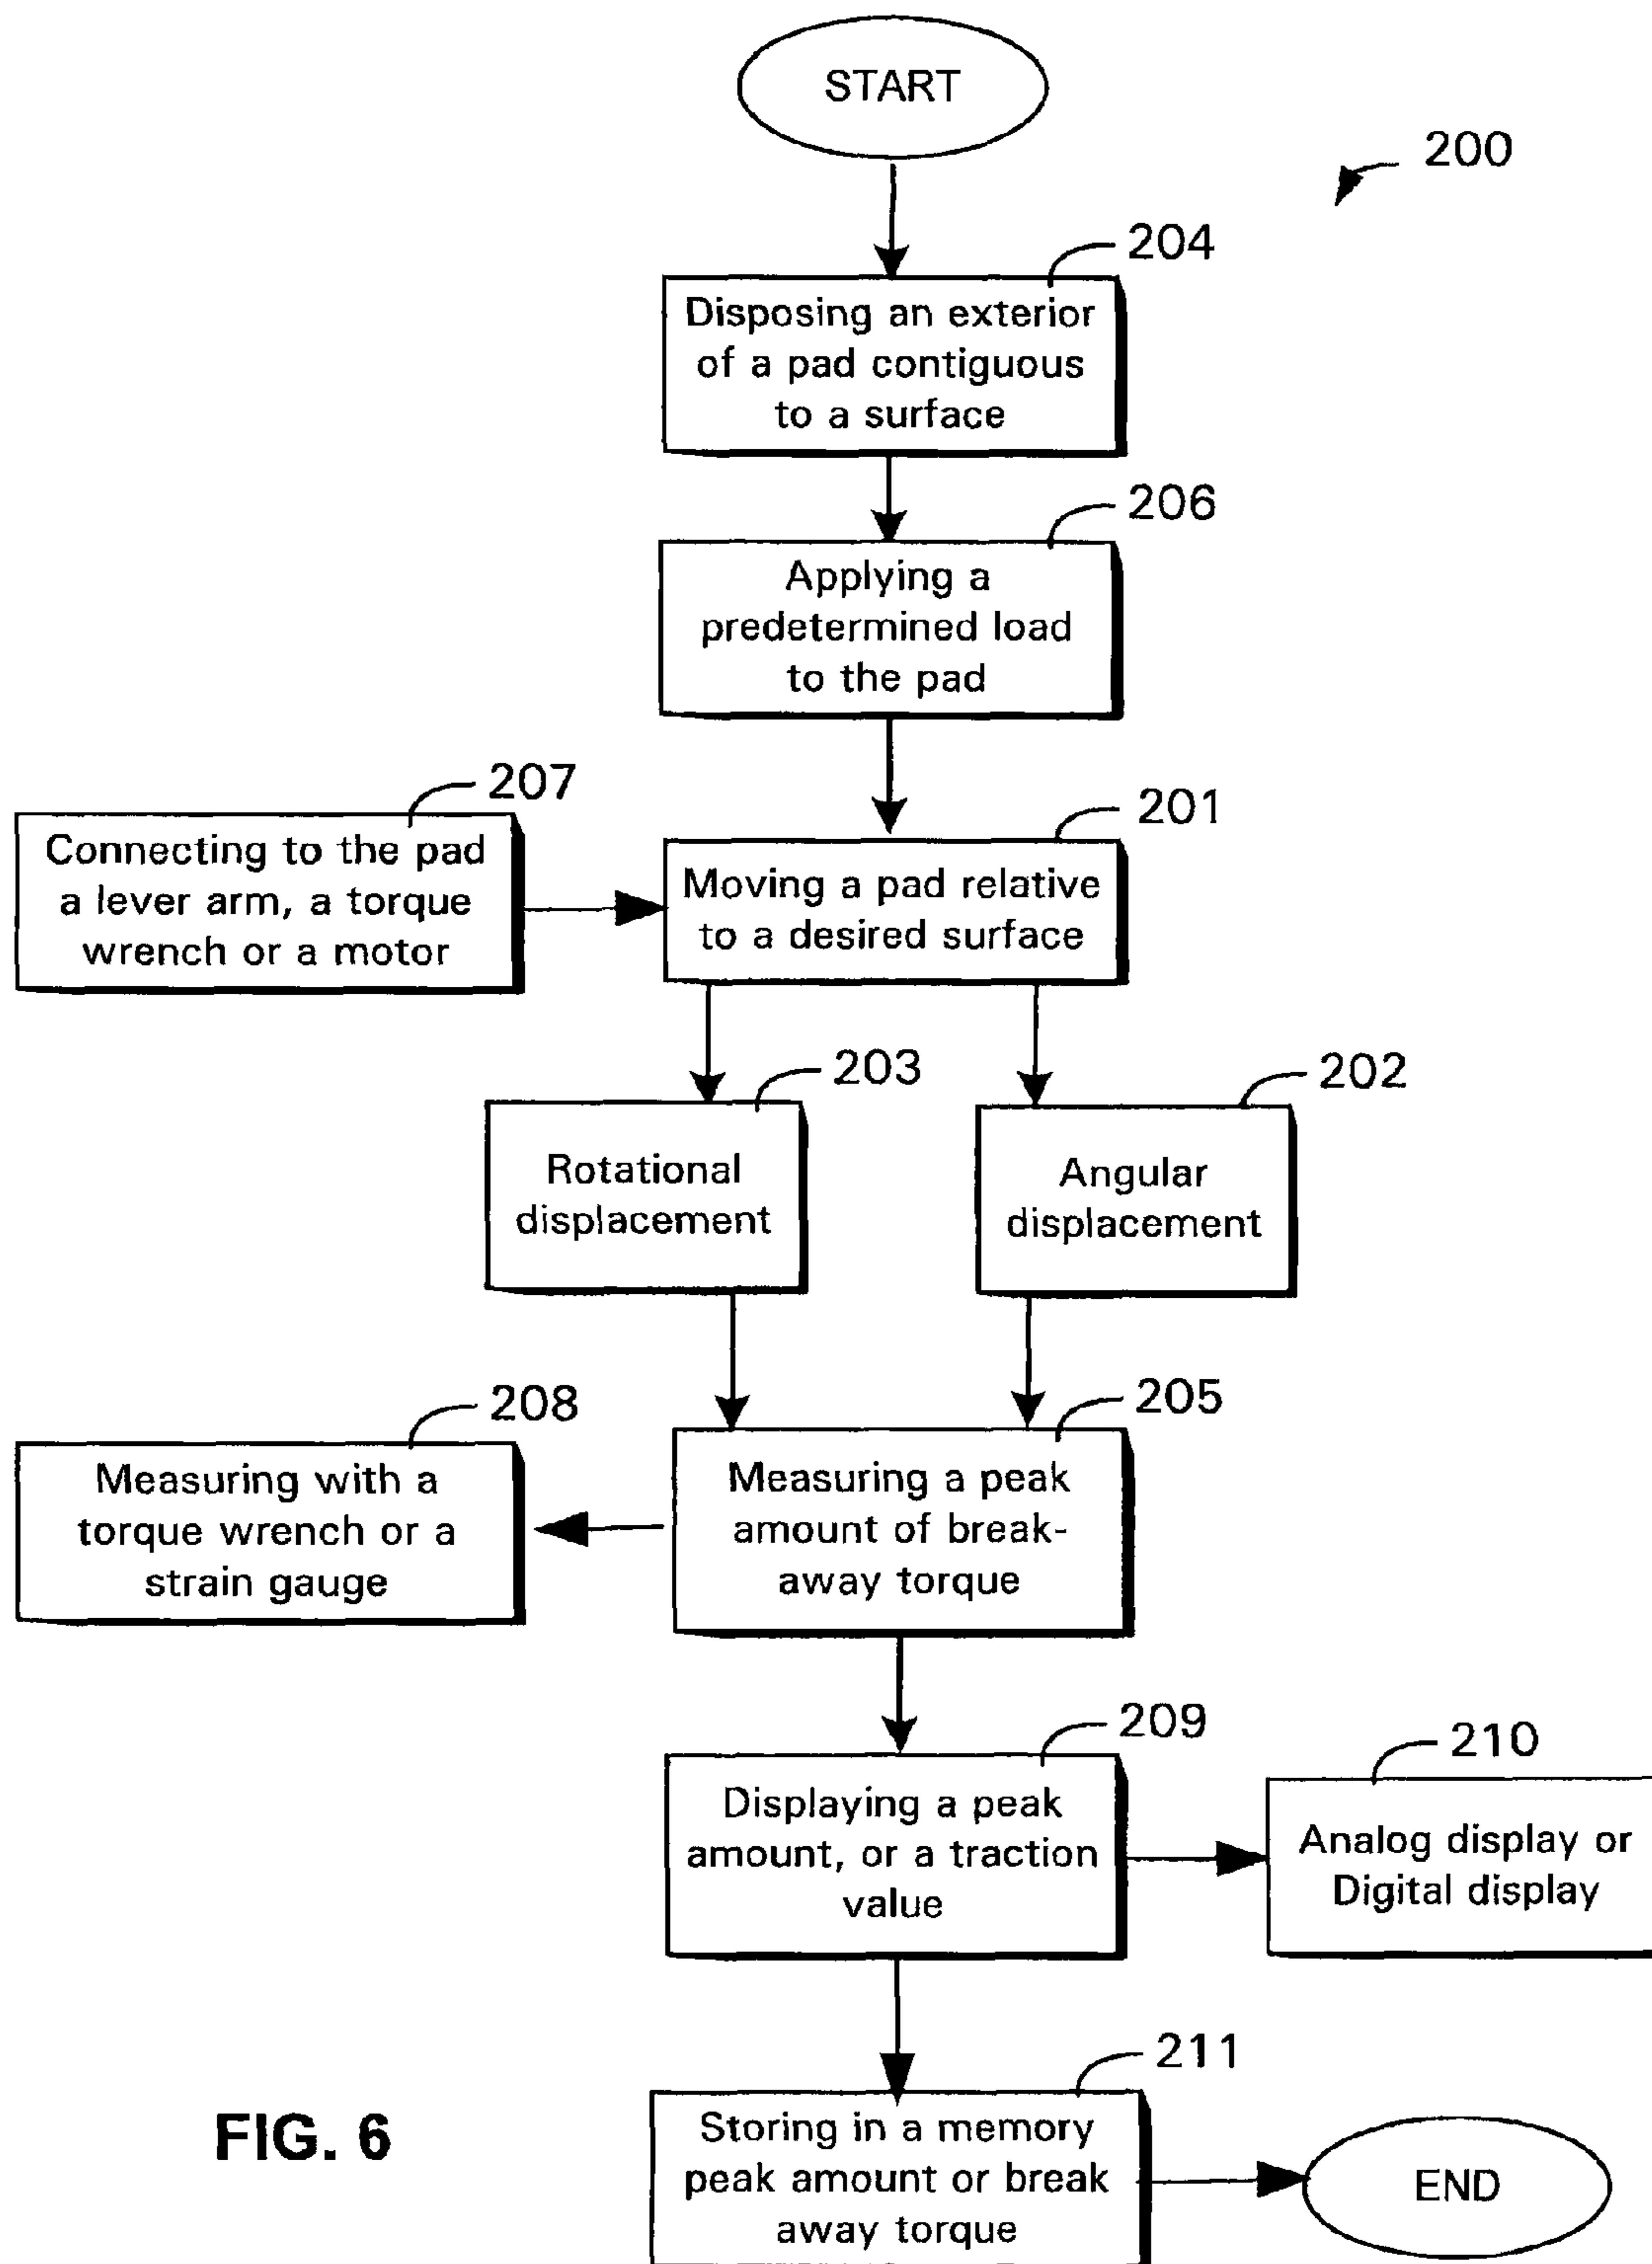 START
200
204
Disposing an exterior
of a pad contiguous
to a surface
206
Applying a
predetermined load
to the pad
207
Connecting to the pad
a lever arm, a torque
wrench or a motor
201
Moving a pad relative
to a desired surface
203
Rotational
displacement
202
Angular
displacement
208
Measuring with a
torque wrench or a
strain gauge
205
Measuring a peak
amount of break-
away torque
209
Displaying a peak
amount, or a traction
value
210
Analog display or
Digital display
211
Storing in a memory
peak amount or break
away torque
END
FIG. 6